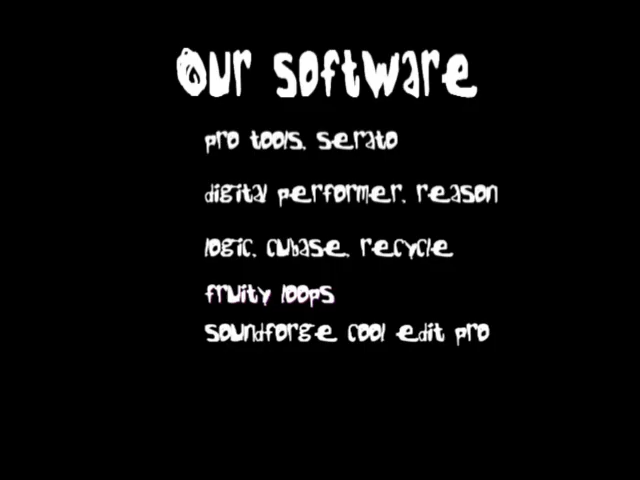 Our software
pro tools, serato
digital performer, reason
logic, cubase, recycle
fruity loops
soundforge cool edit pro